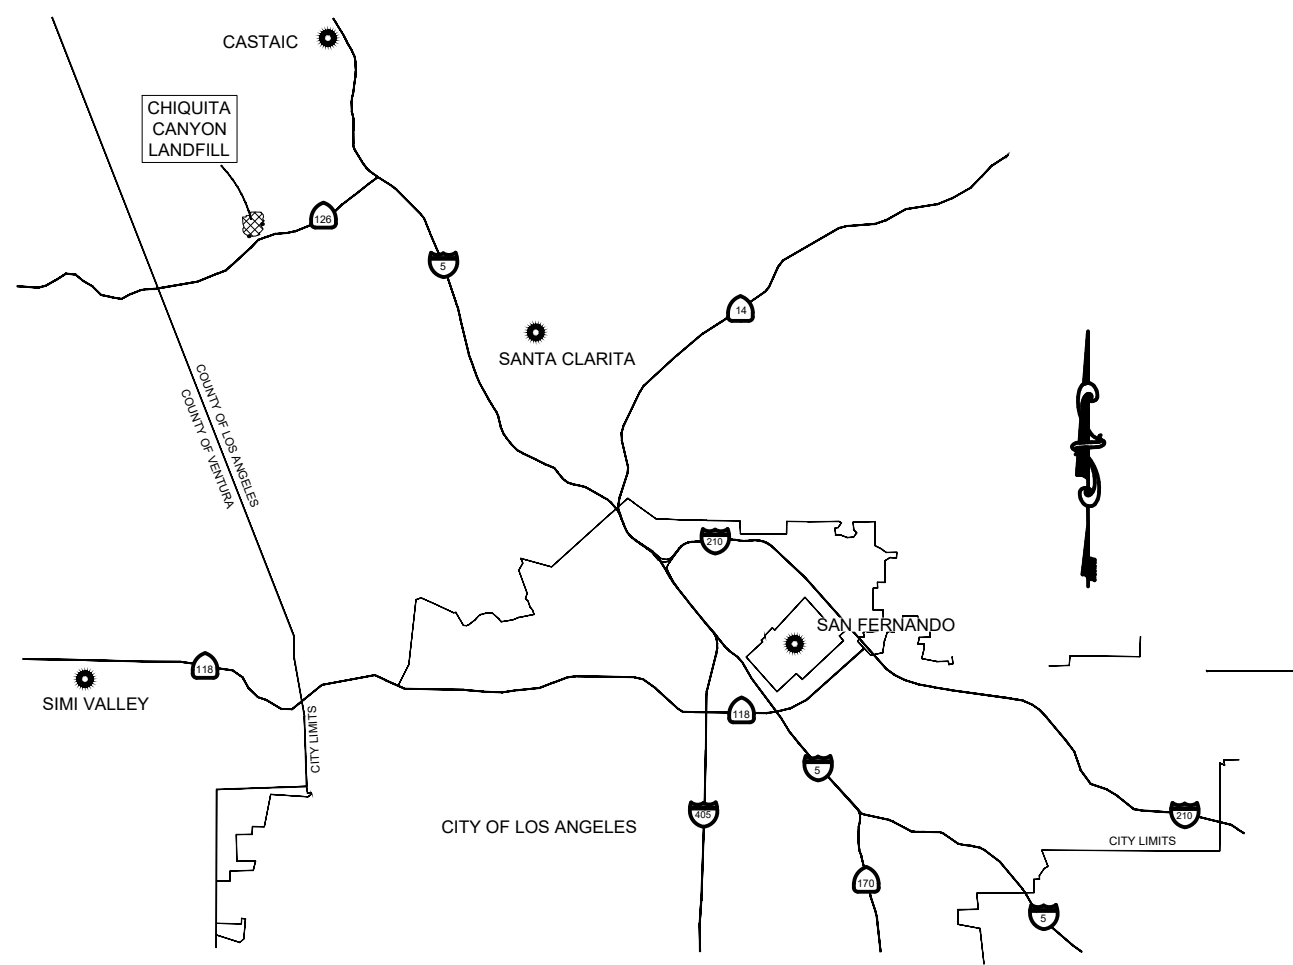 CASTAIC
CHIQUITA
CANYON
LANDFILL
126
5
14
SANTA CLARITA
COUNTY OF LOS ANGELES
COUNTY OF VENTURA
210
SAN FERNANDO
118
SIMI VALLEY
118
CITY LIMITS
5
405
210
CITY OF LOS ANGELES
CITY LIMITS
170
5